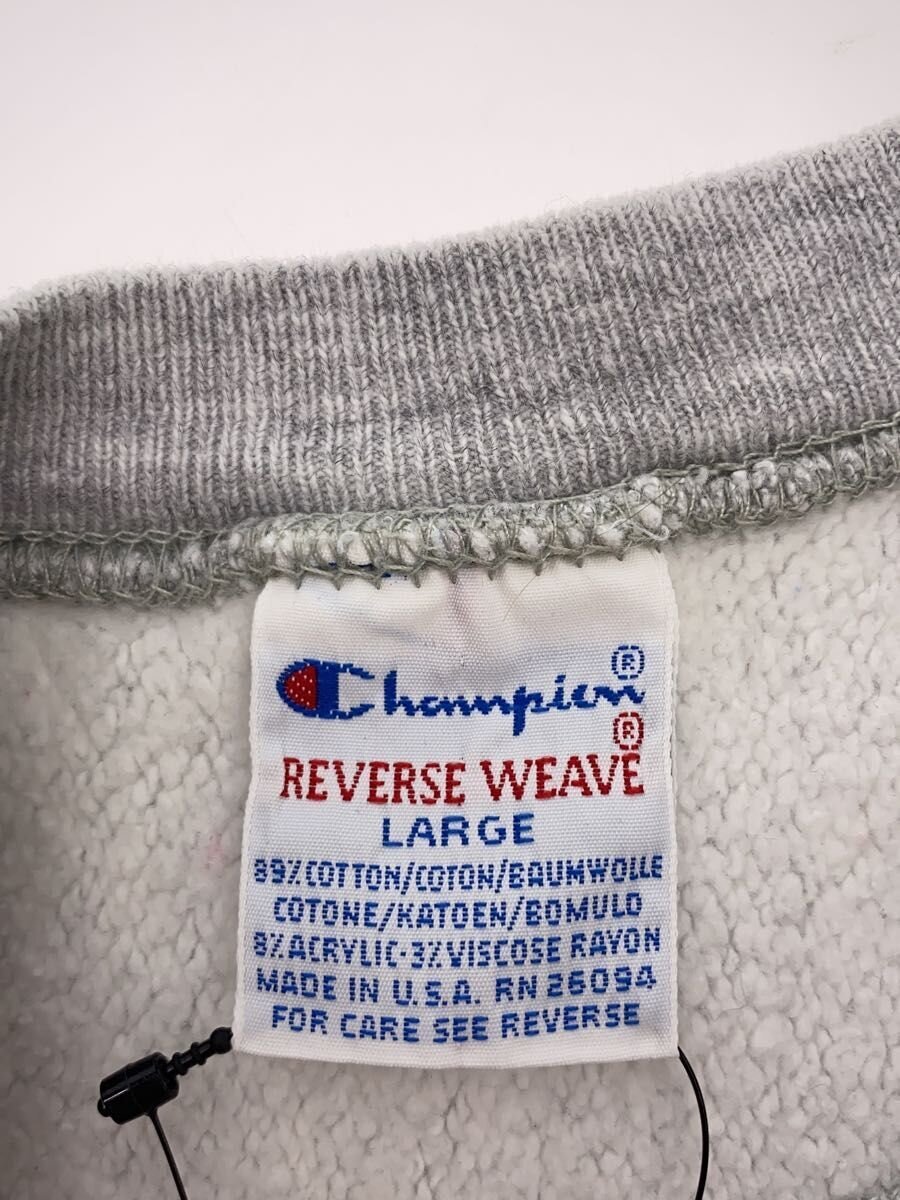 Champion®
REVERSE WEAVE®
LARGE
89% COTTON/COTON/BAUMWOLLE
COTONE/KATOEN/BOMULD
8% ACRYLIC-3% VISCOSE RAYON
MADE IN U.S.A. RN 26094
FOR CARE SEE REVERSE